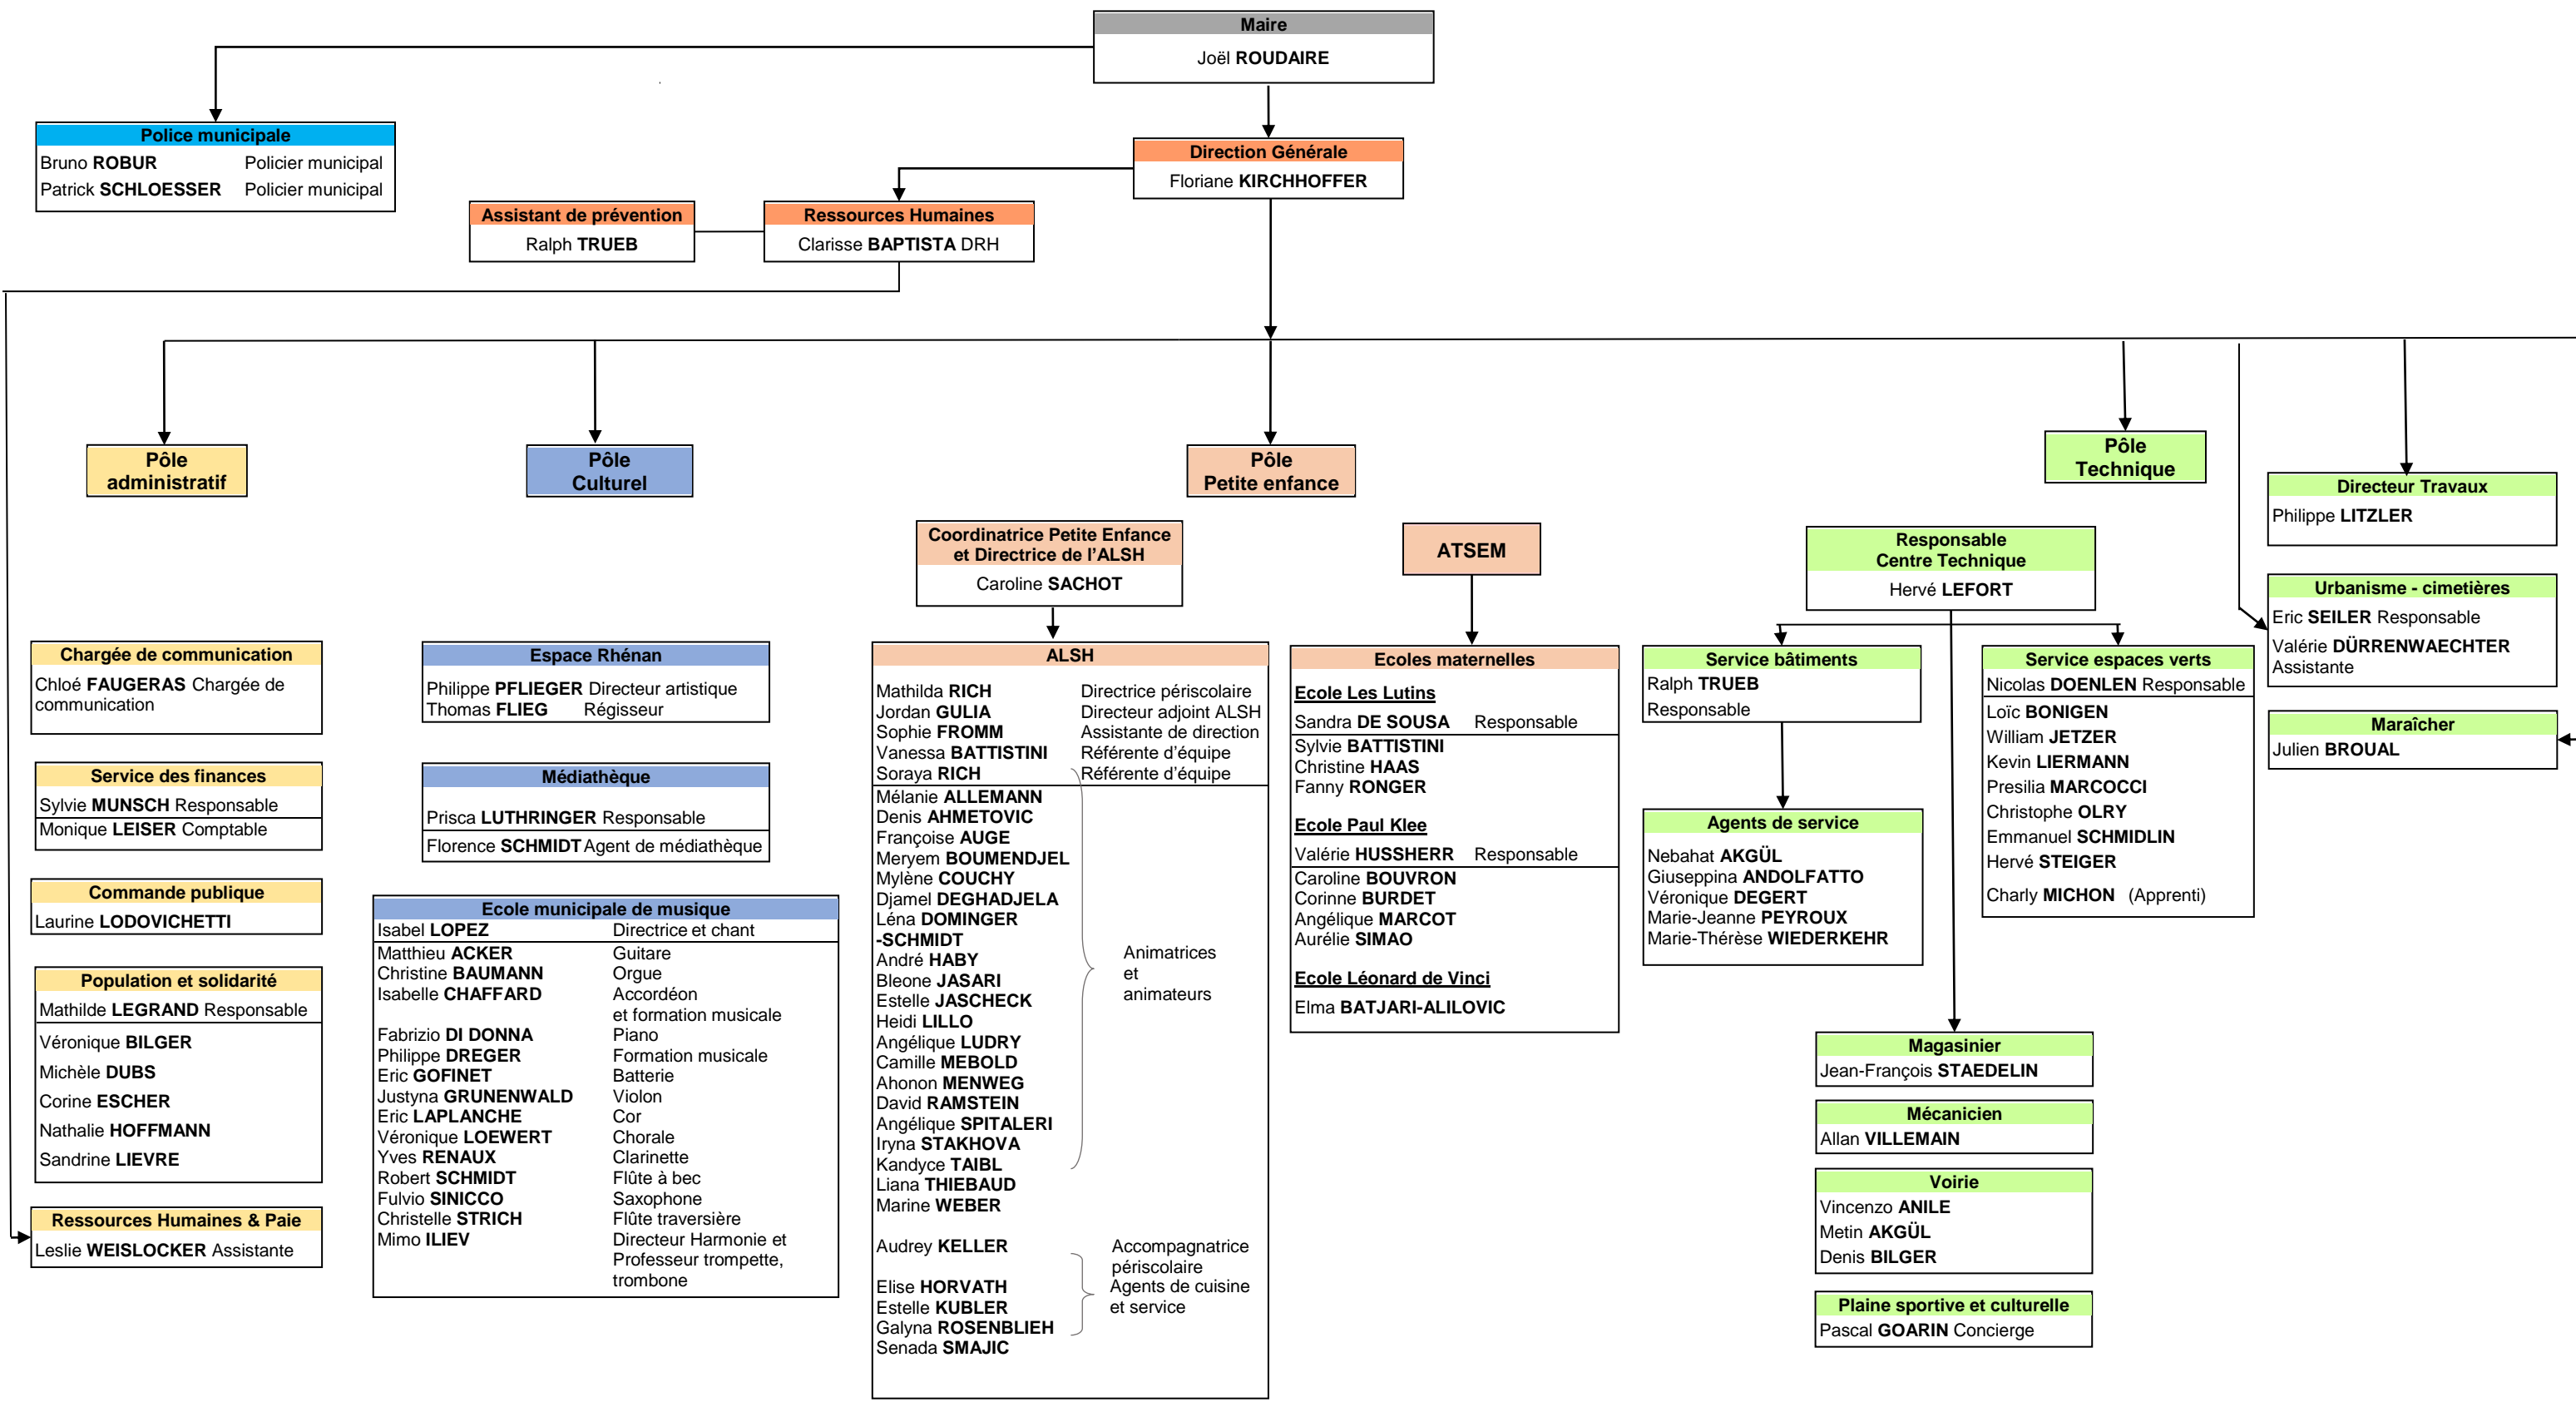 Maire
Joël ROUDAIRE
Police municipale
Bruno ROBUR Policier municipal
Patrick SCHLOESSER Policier municipal
Direction Générale
Floriane KIRCHHOFFER
Assistant de prévention
Ralph TRUEB
Ressources Humaines
Clarisse BAPTISTA DRH
Pôle
administratif
Chargée de communication
Chloé FAUGERAS Chargée de
communication
Service des finances
Sylvie MUNSCH Responsable
Monique LEISER Comptable
Commande publique
Laurine LODOVICHETTI
Population et solidarité
Mathilde LEGRAND Responsable
Véronique BILGER
Michèle DUBS
Corine ESCHER
Nathalie HOFFMANN
Sandrine LIEVRE
Ressources Humaines & Paie
Leslie WEISLOCKER Assistante
Pôle
Culturel
Espace Rhénan
Philippe PFLIEGER Directeur artistique
Thomas FLIEG Régisseur
Médiathèque
Prisca LUTHRINGER Responsable
Florence SCHMIDT Agent de médiathèque
Ecole municipale de musique
Isabel LOPEZ Directrice et chant
Matthieu ACKER Guitare
Christine BAUMANN Orgue
Isabelle CHAFFARD Accordéon
et formation musicale
Fabrizio DI DONNA Piano
Philippe DREGER Formation musicale
Eric GOFINET Batterie
Justyna GRUNENWALD Violon
Eric LAPLANCHE Cor
Véronique LOEWERT Chorale
Yves RENAUX Clarinette
Robert SCHMIDT Flûte à bec
Fulvio SINICCO Saxophone
Christelle STRICH Flûte traversière
Mimo ILIEV Directeur Harmonie et
Professeur trompette,
trombone
Pôle
Petite enfance
Coordinatrice Petite Enfance
et Directrice de l'ALSH
Caroline SACHOT
ALSH
Mathilda RICH Directrice périscolaire
Jordan GULIA Directeur adjoint ALSH
Sophie FROMM Assistante de direction
Vanessa BATTISTINI Référente d'équipe
Soraya RICH Référente d'équipe
Mélanie ALLEMANN
Denis AHMETOVIC
Françoise AUGE
Meryem BOUMENDJEL
Mylène COUCHY
Djamel DEGHADJELA
Léna DOMINGER
-SCHMIDT
André HABY
Bleone JASARI
Estelle JASCHECK
Heidi LILLO
Angélique LUDRY
Camille MEBOLD
Ahonon MENWEG
David RAMSTEIN
Angélique SPITALERI
Iryna STAKHOVA
Kandyce TAIBL
Liana THIEBAUD
Marine WEBER
Animatrices
et
animateurs
Audrey KELLER Accompagnatrice
périscolaire
Elise HORVATH Agents de cuisine
Estelle KUBLER et service
Galyna ROSENBLIEH
Senada SMAJIC
ATSEM
Ecoles maternelles
Ecole Les Lutins
Sandra DE SOUSA Responsable
Sylvie BATTISTINI
Christine HAAS
Fanny RONGER
Ecole Paul Klee
Valérie HUSSHERR Responsable
Caroline BOUVRON
Corinne BURDET
Angélique MARCOT
Aurélie SIMAO
Ecole Léonard de Vinci
Elma BATJARI-ALILOVIC
Pôle
Technique
Responsable
Centre Technique
Hervé LEFORT
Service bâtiments
Ralph TRUEB
Responsable
Agents de service
Nebahat AKGÜL
Giuseppina ANDOLFATTO
Véronique DEGERT
Marie-Jeanne PEYROUX
Marie-Thérèse WIEDERKEHR
Service espaces verts
Nicolas DOENLEN Responsable
Loïc BONIGEN
William JETZER
Kevin LIERMANN
Presilia MARCOCCI
Christophe OLRY
Emmanuel SCHMIDLIN
Hervé STEIGER
Charly MICHON (Apprenti)
Magasinier
Jean-François STAEDELIN
Mécanicien
Allan VILLEMAIN
Voirie
Vincenzo ANILE
Metin AKGÜL
Denis BILGER
Plaine sportive et culturelle
Pascal GOARIN Concierge
Directeur Travaux
Philippe LITZLER
Urbanisme - cimetières
Eric SEILER Responsable
Valérie DÜRRENWAECHTER
Assistante
Maraîcher
Julien BROUAL